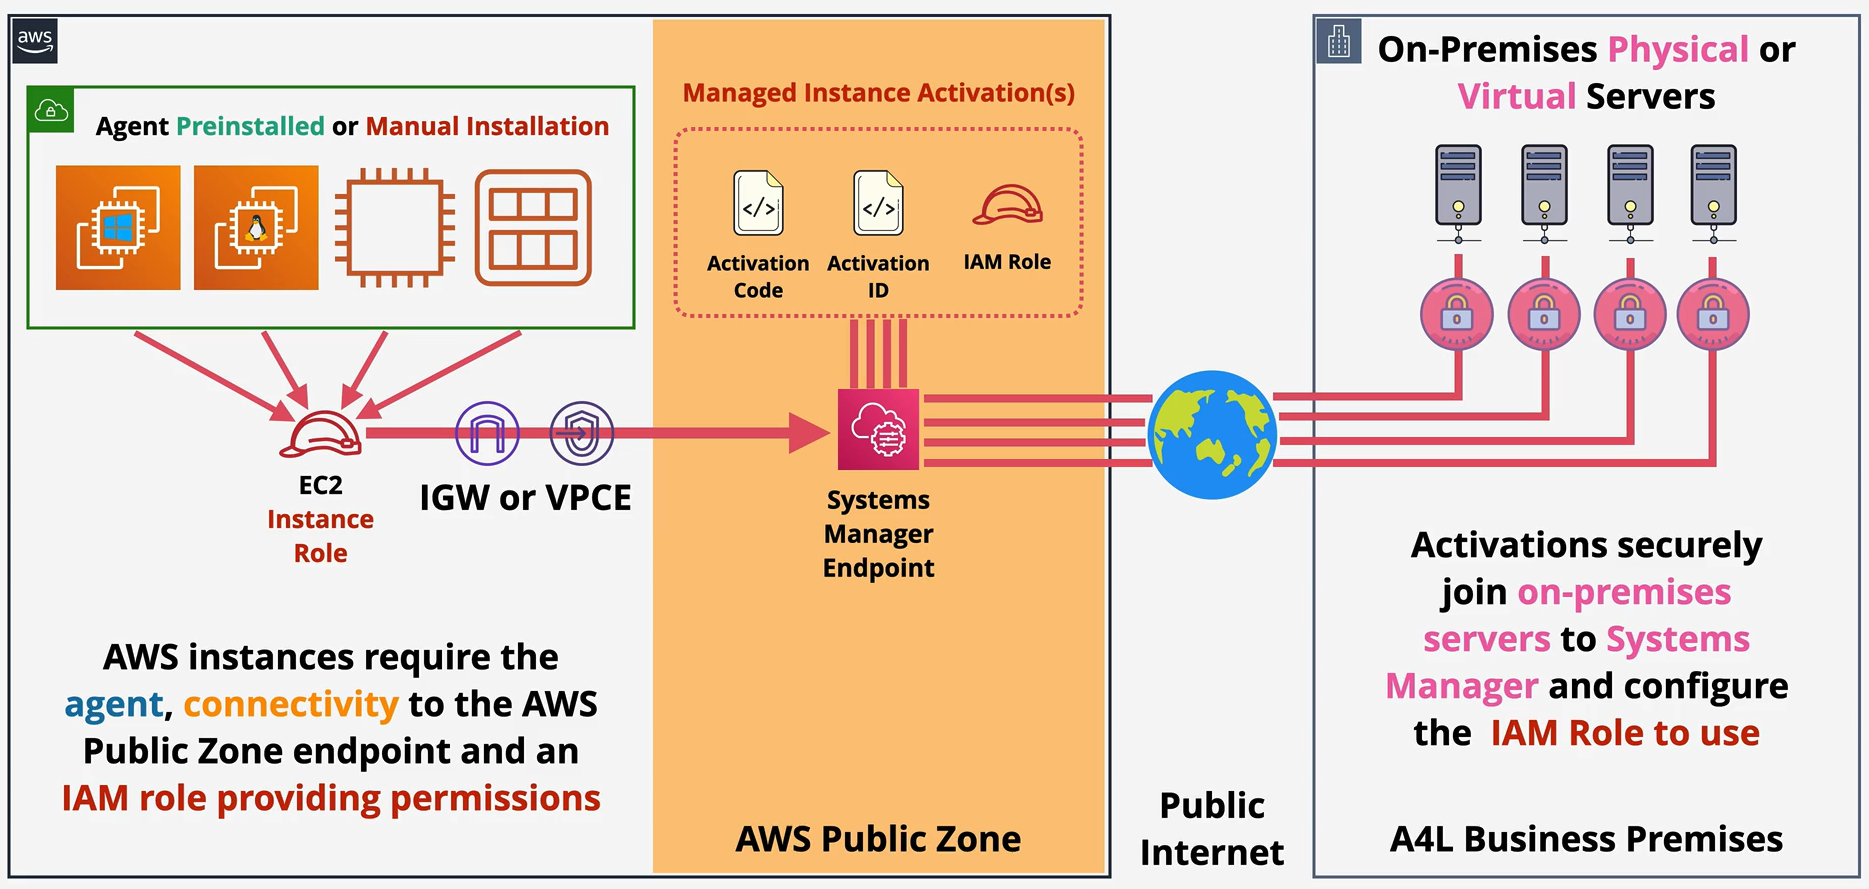 aws
Agent Preinstalled or Manual Installation
EC2
Instance
Role
IGW or VPCE
AWS instances require the
agent, connectivity to the AWS
Public Zone endpoint and an
IAM role providing permissions
Managed Instance Activation(s)
</>
</>
Activation
Code
Activation
ID
IAM Role
Systems
Manager
Endpoint
AWS Public Zone
Public
Internet
On-Premises Physical or
Virtual Servers
Activations securely
join on-premises
servers to Systems
Manager and configure
the IAM Role to use
A4L Business Premises